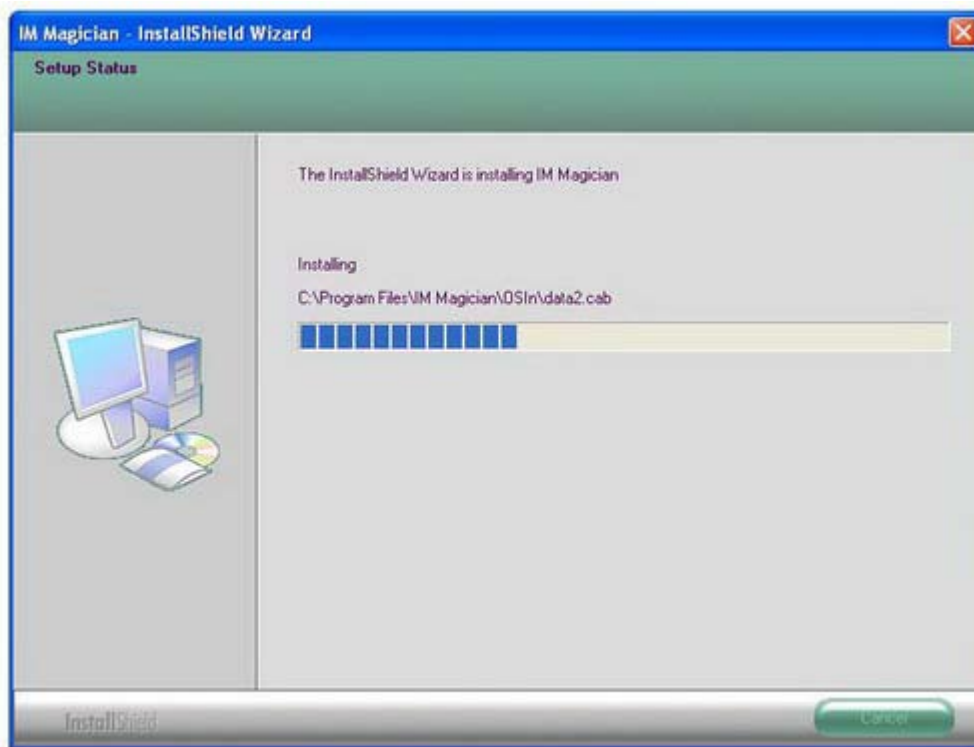 IM Magician - InstallShield Wizard
Setup Status
The InstallShield Wizard is installing IM Magician
Installing
C:\Program Files\IM Magician\OSIn\data2.cab
InstallShield
Cancel